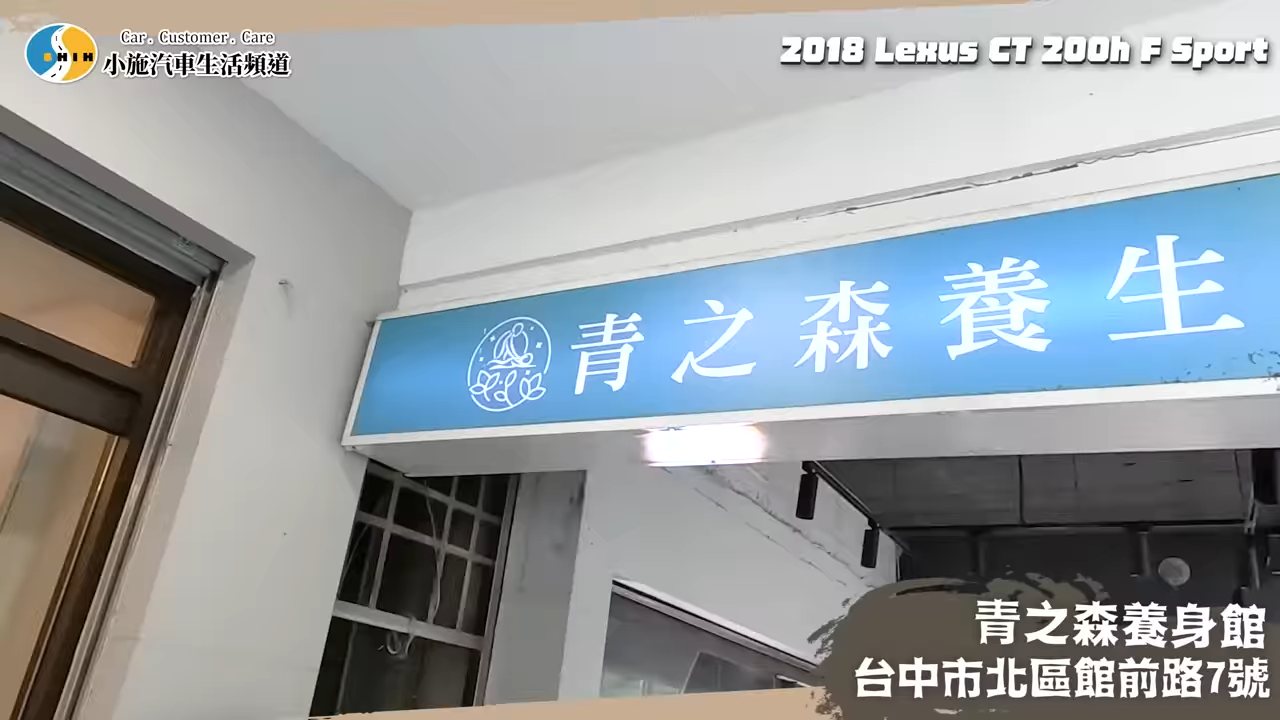 Car. Customer. Care
SHIH
小施汽車生活頻道
2018 Lexus CT 200h F Sport
青之森養生
青之森養身館
台中市北區館前路7號